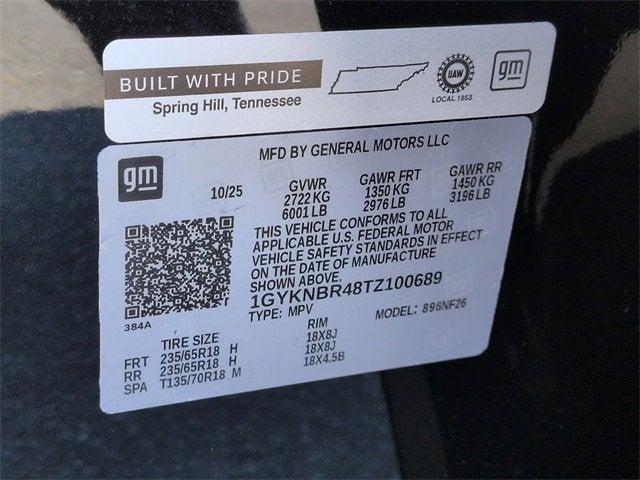 BUILT WITH PRIDE
Spring Hill, Tennessee
UAW
LOCAL 1853
gm
gm
MFD BY GENERAL MOTORS LLC
10/25
GVWR
2722 KG
6001 LB
GAWR FRT
1350 KG
2976 LB
GAWR RR
1450 KG
3196 LB
THIS VEHICLE CONFORMS TO ALL
APPLICABLE U.S. FEDERAL MOTOR
VEHICLE SAFETY STANDARDS IN EFFECT
ON THE DATE OF MANUFACTURE
SHOWN ABOVE.
1GYKNBR48TZ100689
TYPE: MPV MODEL: 896NF26
384A
TIRE SIZE RIM
FRT 235/65R18 H 18X8J
RR 235/65R18 H 18X8J
SPA T135/70R18 M 18X4.5B